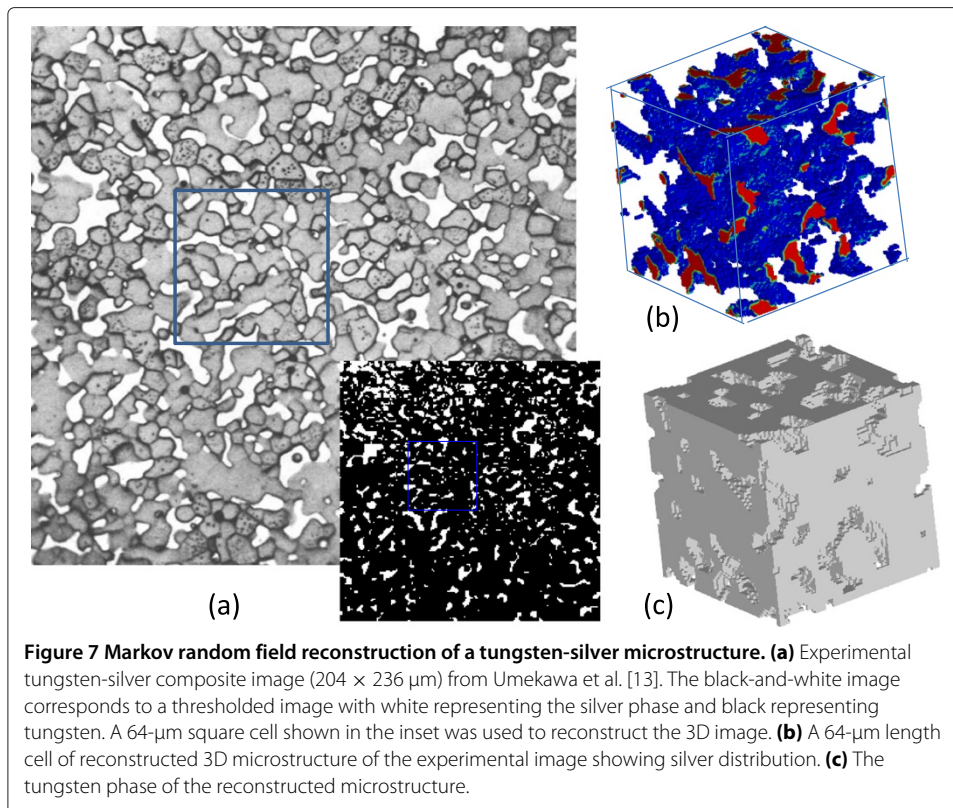 (b)
(a)
(c)
Figure 7 Markov random field reconstruction of a tungsten-silver microstructure. (a) Experimental
tungsten-silver composite image (204 × 236 μm) from Umekawa et al. [13]. The black-and-white image
corresponds to a thresholded image with white representing the silver phase and black representing
tungsten. A 64-μm square cell shown in the inset was used to reconstruct the 3D image. (b) A 64-μm length
cell of reconstructed 3D microstructure of the experimental image showing silver distribution. (c) The
tungsten phase of the reconstructed microstructure.